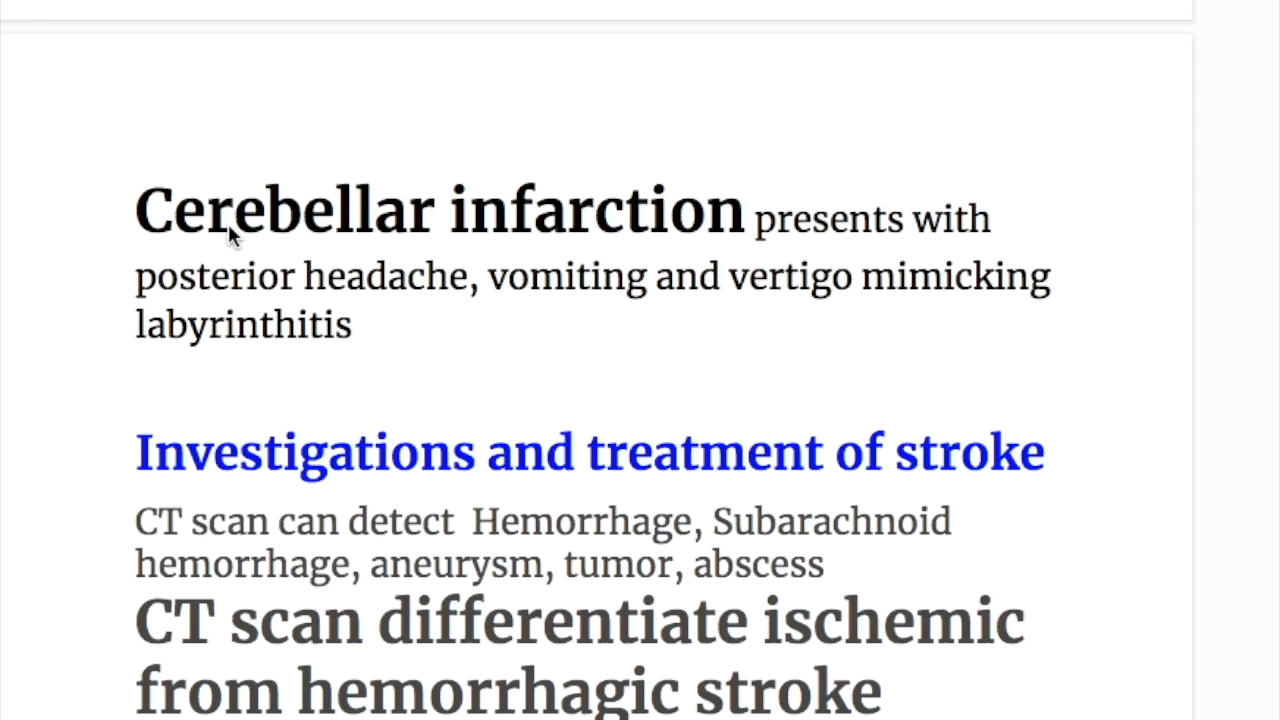 Cerebellar infarction presents with
posterior headache, vomiting and vertigo mimicking
labyrinthitis
Investigations and treatment of stroke
CT scan can detect  Hemorrhage, Subarachnoid
hemorrhage, aneurysm, tumor, abscess
CT scan differentiate ischemic
from hemorrhagic stroke